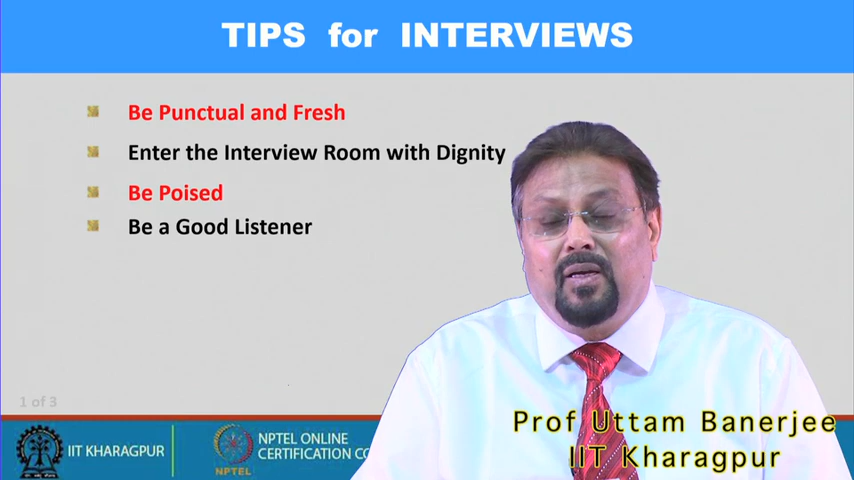 TIPS for INTERVIEWS
Be Punctual and Fresh
Enter the Interview Room with Dignity
Be Poised
Be a Good Listener
1 of 3
IIT KHARAGPUR
NPTEL
NPTEL ONLINE
CERTIFICATION CO
Prof Uttam Banerjee
IIT Kharagpur